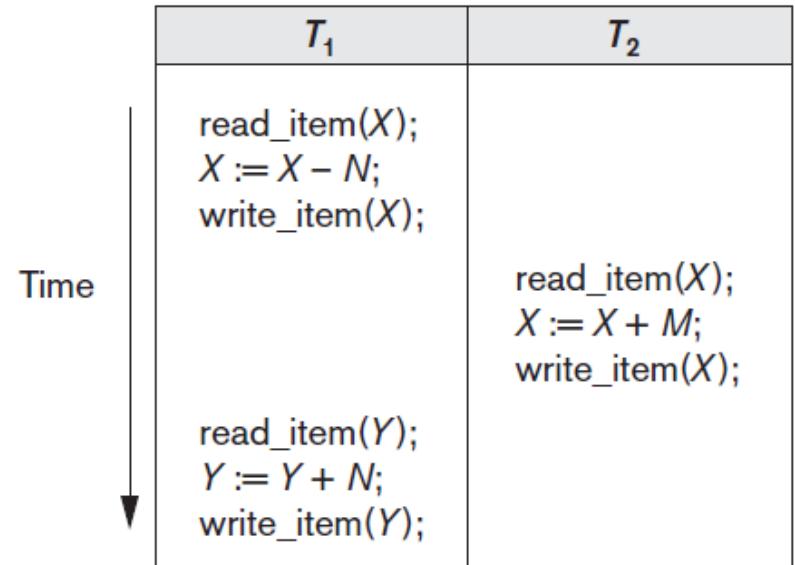 T₁ T₂
read_item(X);
X := X – N;
write_item(X);
Time
read_item(X);
X := X + M;
write_item(X);
read_item(Y);
Y := Y + N;
write_item(Y);